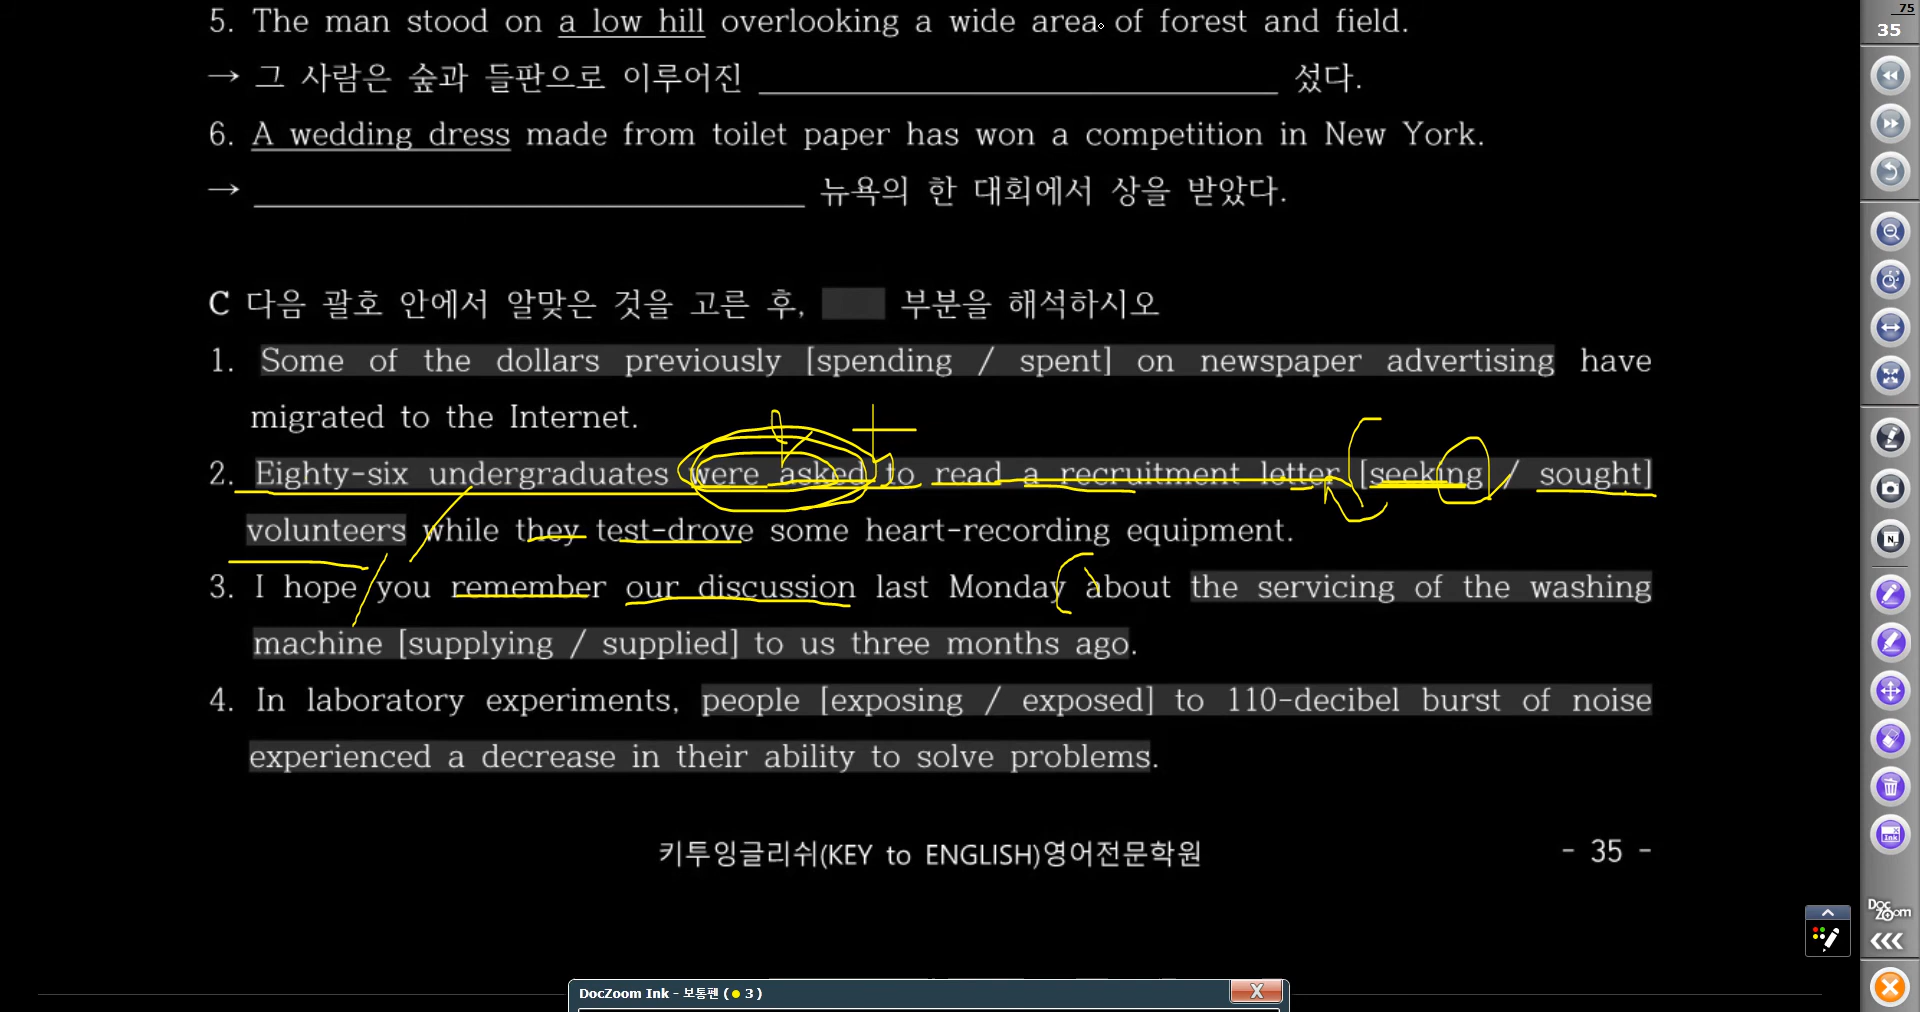 5. The man stood on a low hill overlooking a wide area of forest and field.
→ 그 사람은 숲과 들판으로 이루어진 ______ 섰다.
6. A wedding dress made from toilet paper has won a competition in New York.
→ ______ 뉴욕의 한 대회에서 상을 받았다.
C 다음 괄호 안에서 알맞은 것을 고른 후, 부분을 해석하시오
1. Some of the dollars previously [spending / spent] on newspaper advertising have
migrated to the Internet.
2. Eighty-six undergraduates were asked to read a recruitment letter [seeking / sought]
volunteers while they test-drove some heart-recording equipment.
3. I hope you remember our discussion last Monday about the servicing of the washing
machine [supplying / supplied] to us three months ago.
4. In laboratory experiments, people [exposing / exposed] to 110-decibel burst of noise
experienced a decrease in their ability to solve problems.
키투잉글리쉬(KEY to ENGLISH)영어전문학원
- 35 -
75
35
Doc
Zoom
DocZoom Ink - 보통펜 ( 3 )